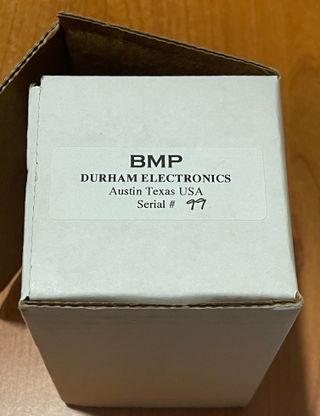 BMP
DURHAM ELECTRONICS
Austin Texas USA
Serial # 99